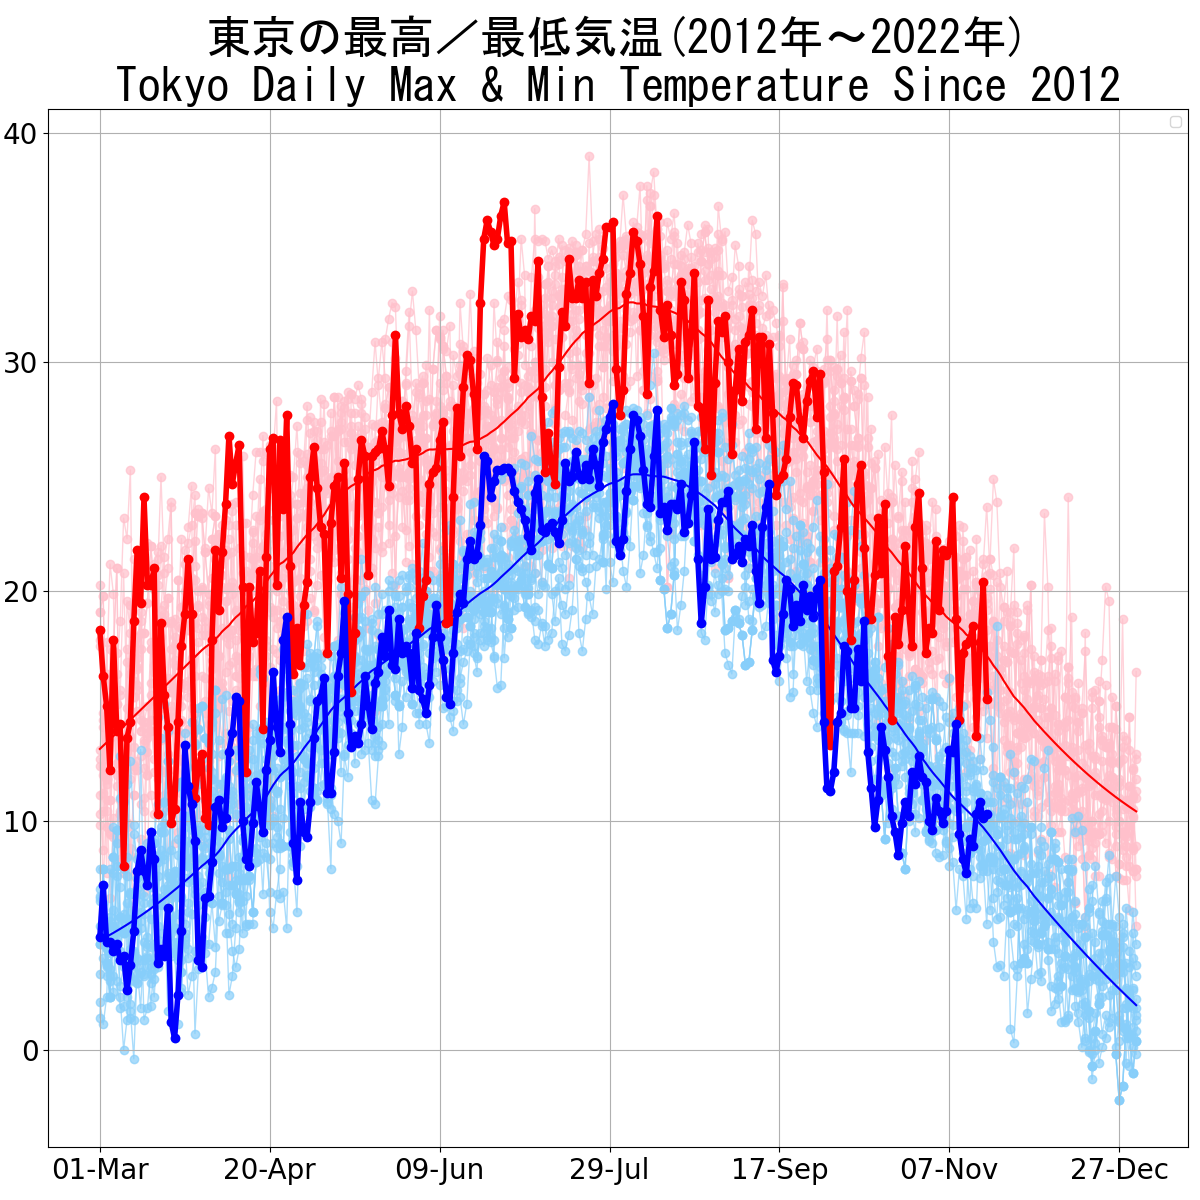 東京の最高／最低気温(2012年～2022年)
Tokyo Daily Max & Min Temperature Since 2012
40
30
20
10
0
01-Mar 20-Apr 09-Jun 29-Jul 17-Sep 07-Nov 27-Dec